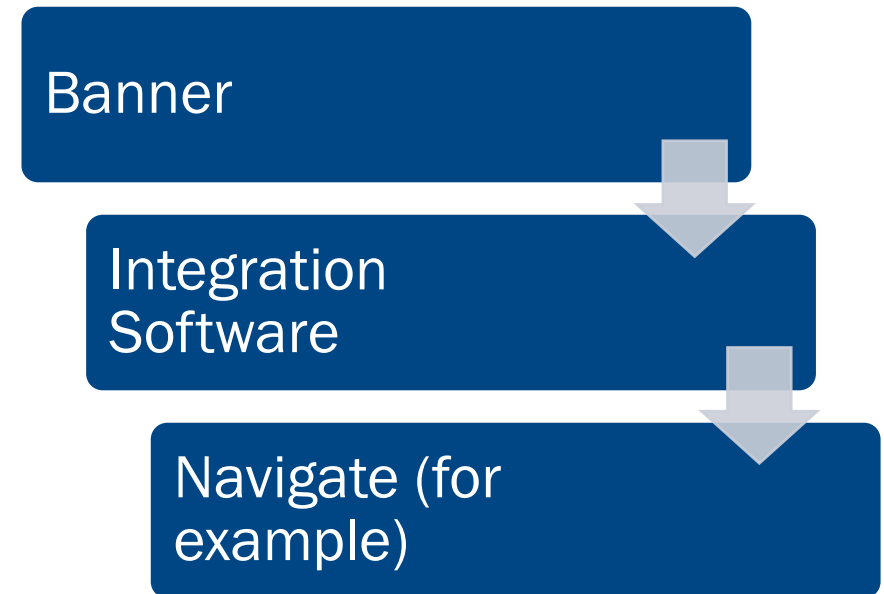 Banner
Integration
Software
Navigate (for
example)